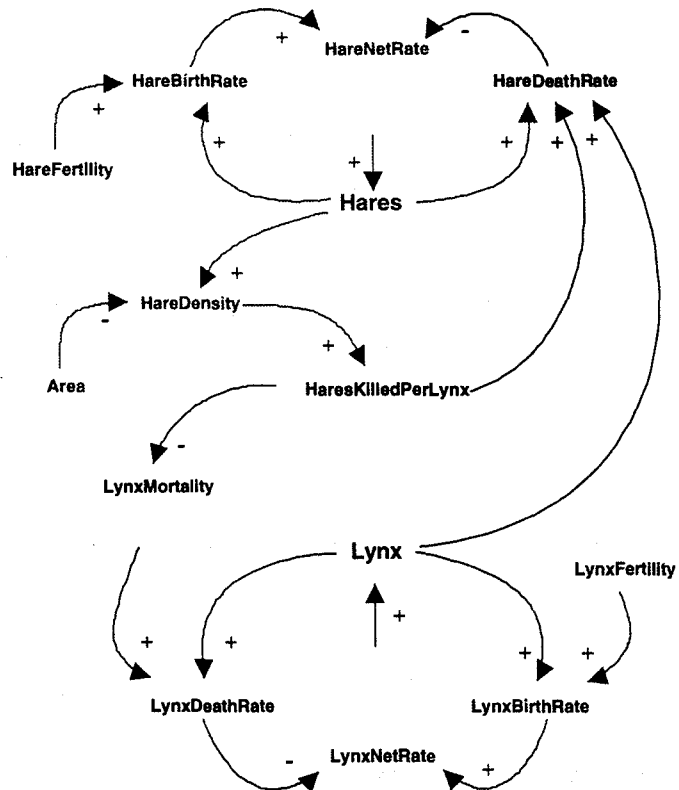 +
HareNetRate
-
HareBirthRate
HareDeathRate
+
HareFertility
+
+
+
+
+
Hares
+
HareDensity
-
+
Area
HaresKilledPerLynx
-
LynxMortality
Lynx
LynxFertility
+
+
+
+
+
LynxDeathRate
LynxBirthRate
-
LynxNetRate
+